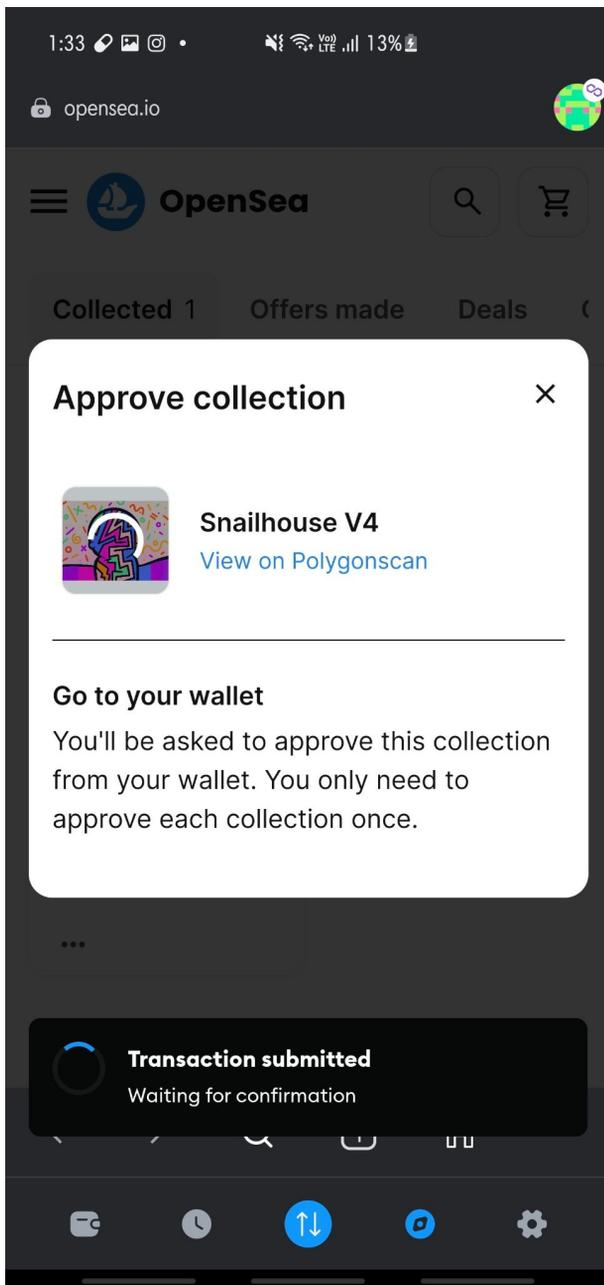 1:33 VoD LTE 13%
opensea.io
OpenSea
Collected 1 Offers made Deals
Approve collection
Snailhouse V4
View on Polygonscan
Go to your wallet
You'll be asked to approve this collection
from your wallet. You only need to
approve each collection once.
...
Transaction submitted
Waiting for confirmation